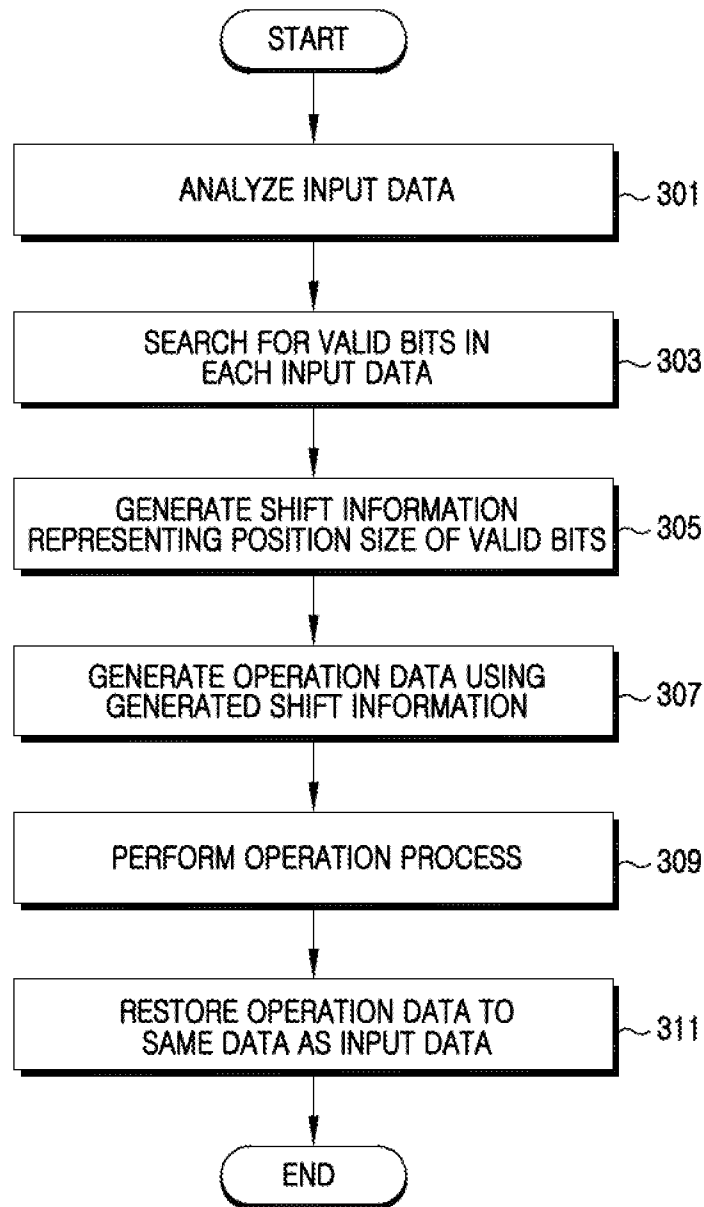 START
ANALYZE INPUT DATA
301
SEARCH FOR VALID BITS IN
EACH INPUT DATA
303
GENERATE SHIFT INFORMATION
REPRESENTING POSITION SIZE OF VALID BITS
305
GENERATE OPERATION DATA USING
GENERATED SHIFT INFORMATION
307
PERFORM OPERATION PROCESS
309
RESTORE OPERATION DATA TO
SAME DATA AS INPUT DATA
311
END